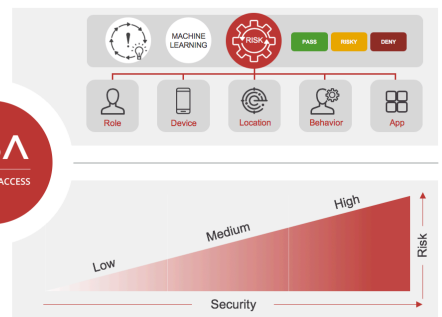 MACHINE
LEARNING
RISK
PASS
RISKY
DENY
Role
Device
Location
Behavior
App
ACCESS
Low
Medium
High
Risk
Security